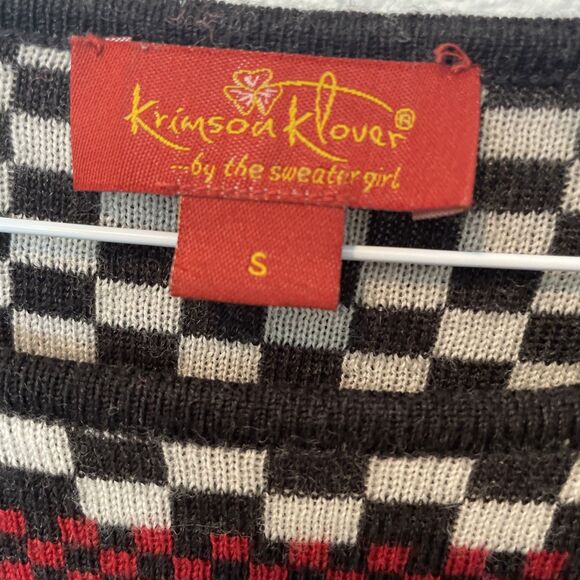 Krimson Klover®
...by the sweater girl
S